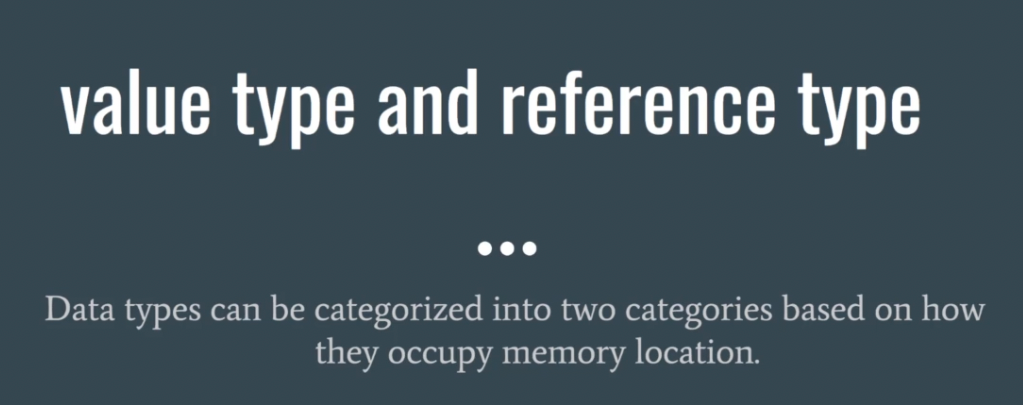 value type and reference type
Data types can be categorized into two categories based on how
they occupy memory location.